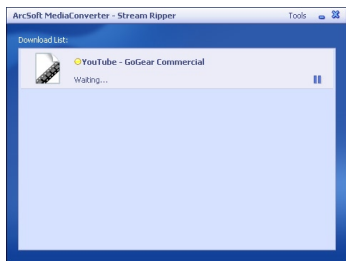 ArcSoft MediaConverter - Stream Ripper Tools
Download List:
YouTube - GoGear Commercial
Waiting...